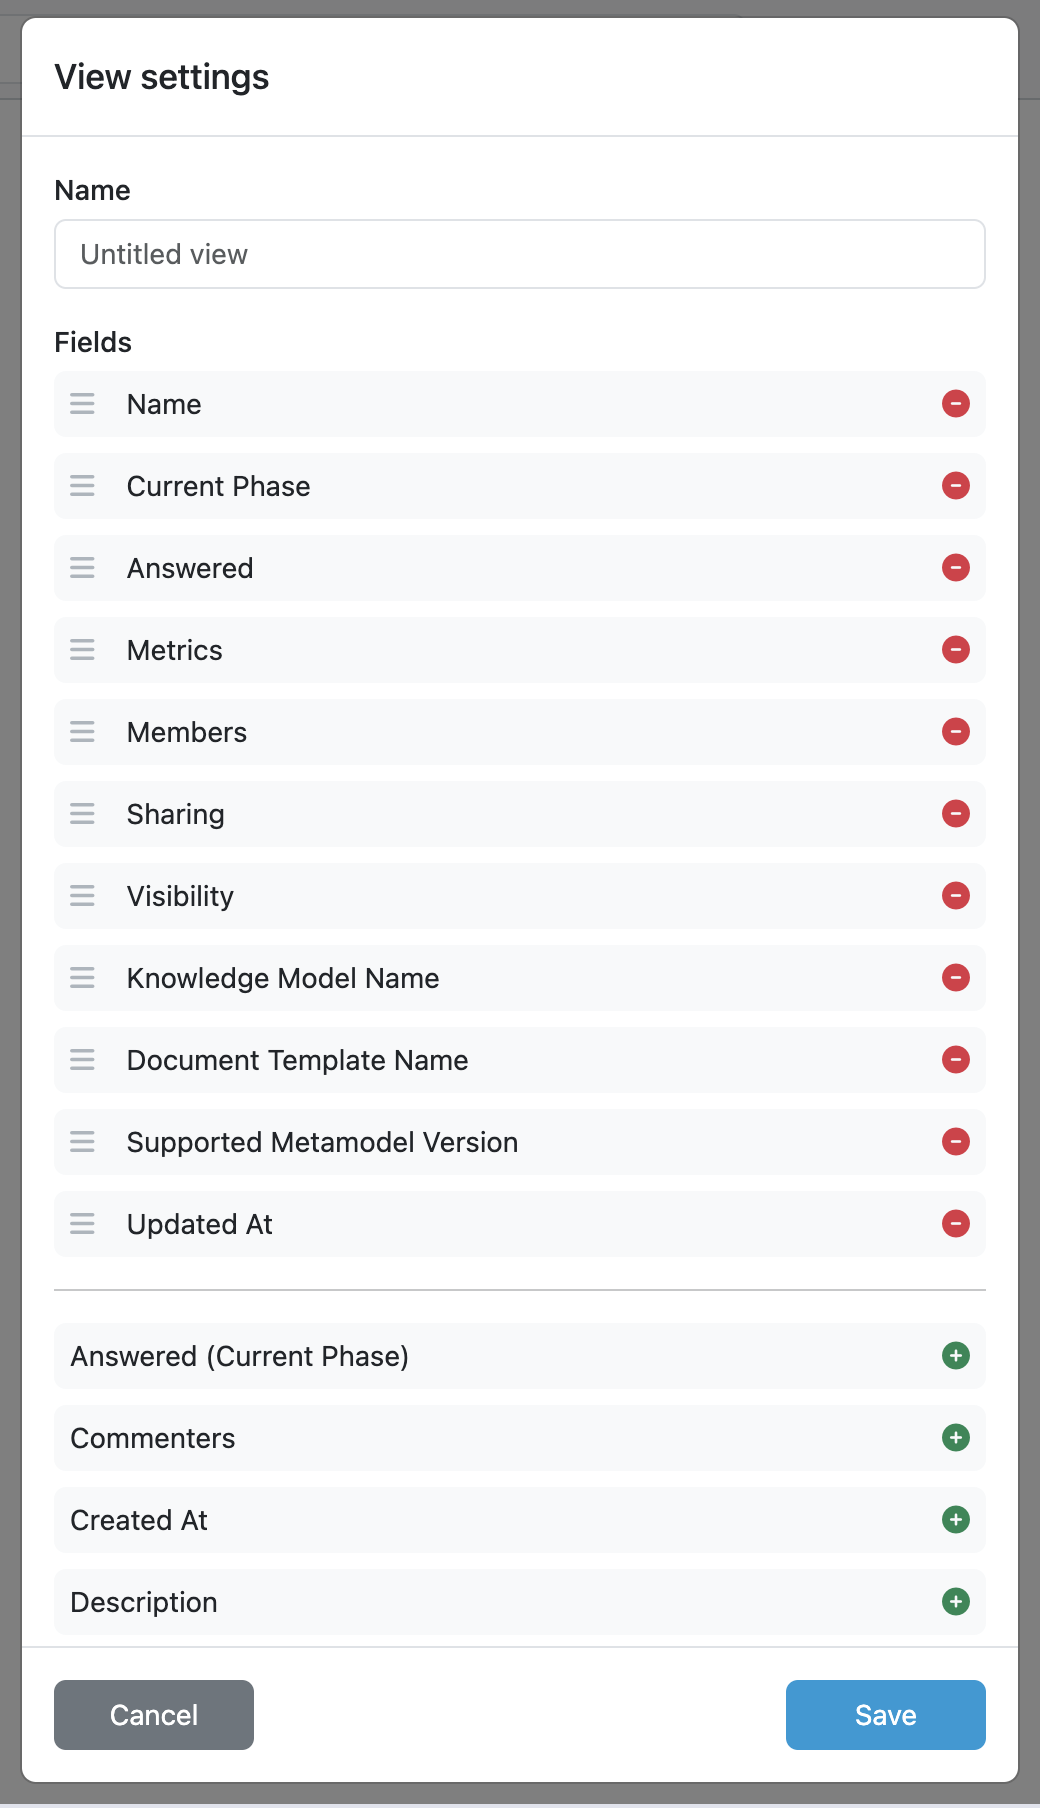 View settings
Name
Untitled view
Fields
Name
Current Phase
Answered
Metrics
Members
Sharing
Visibility
Knowledge Model Name
Document Template Name
Supported Metamodel Version
Updated At
Answered (Current Phase)
Commenters
Created At
Description
Cancel
Save